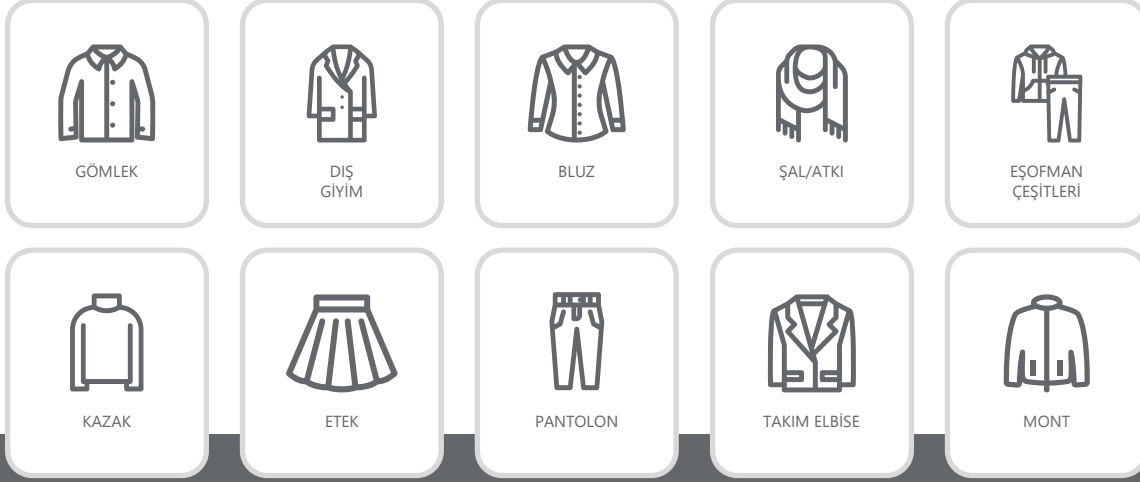 GÖMLEK
DIŞ
GİYİM
BLUZ
ŞAL/ATKI
EŞOFMAN
ÇEŞİTLERİ
KAZAK
ETEK
PANTOLON
TAKIM ELBİSE
MONT